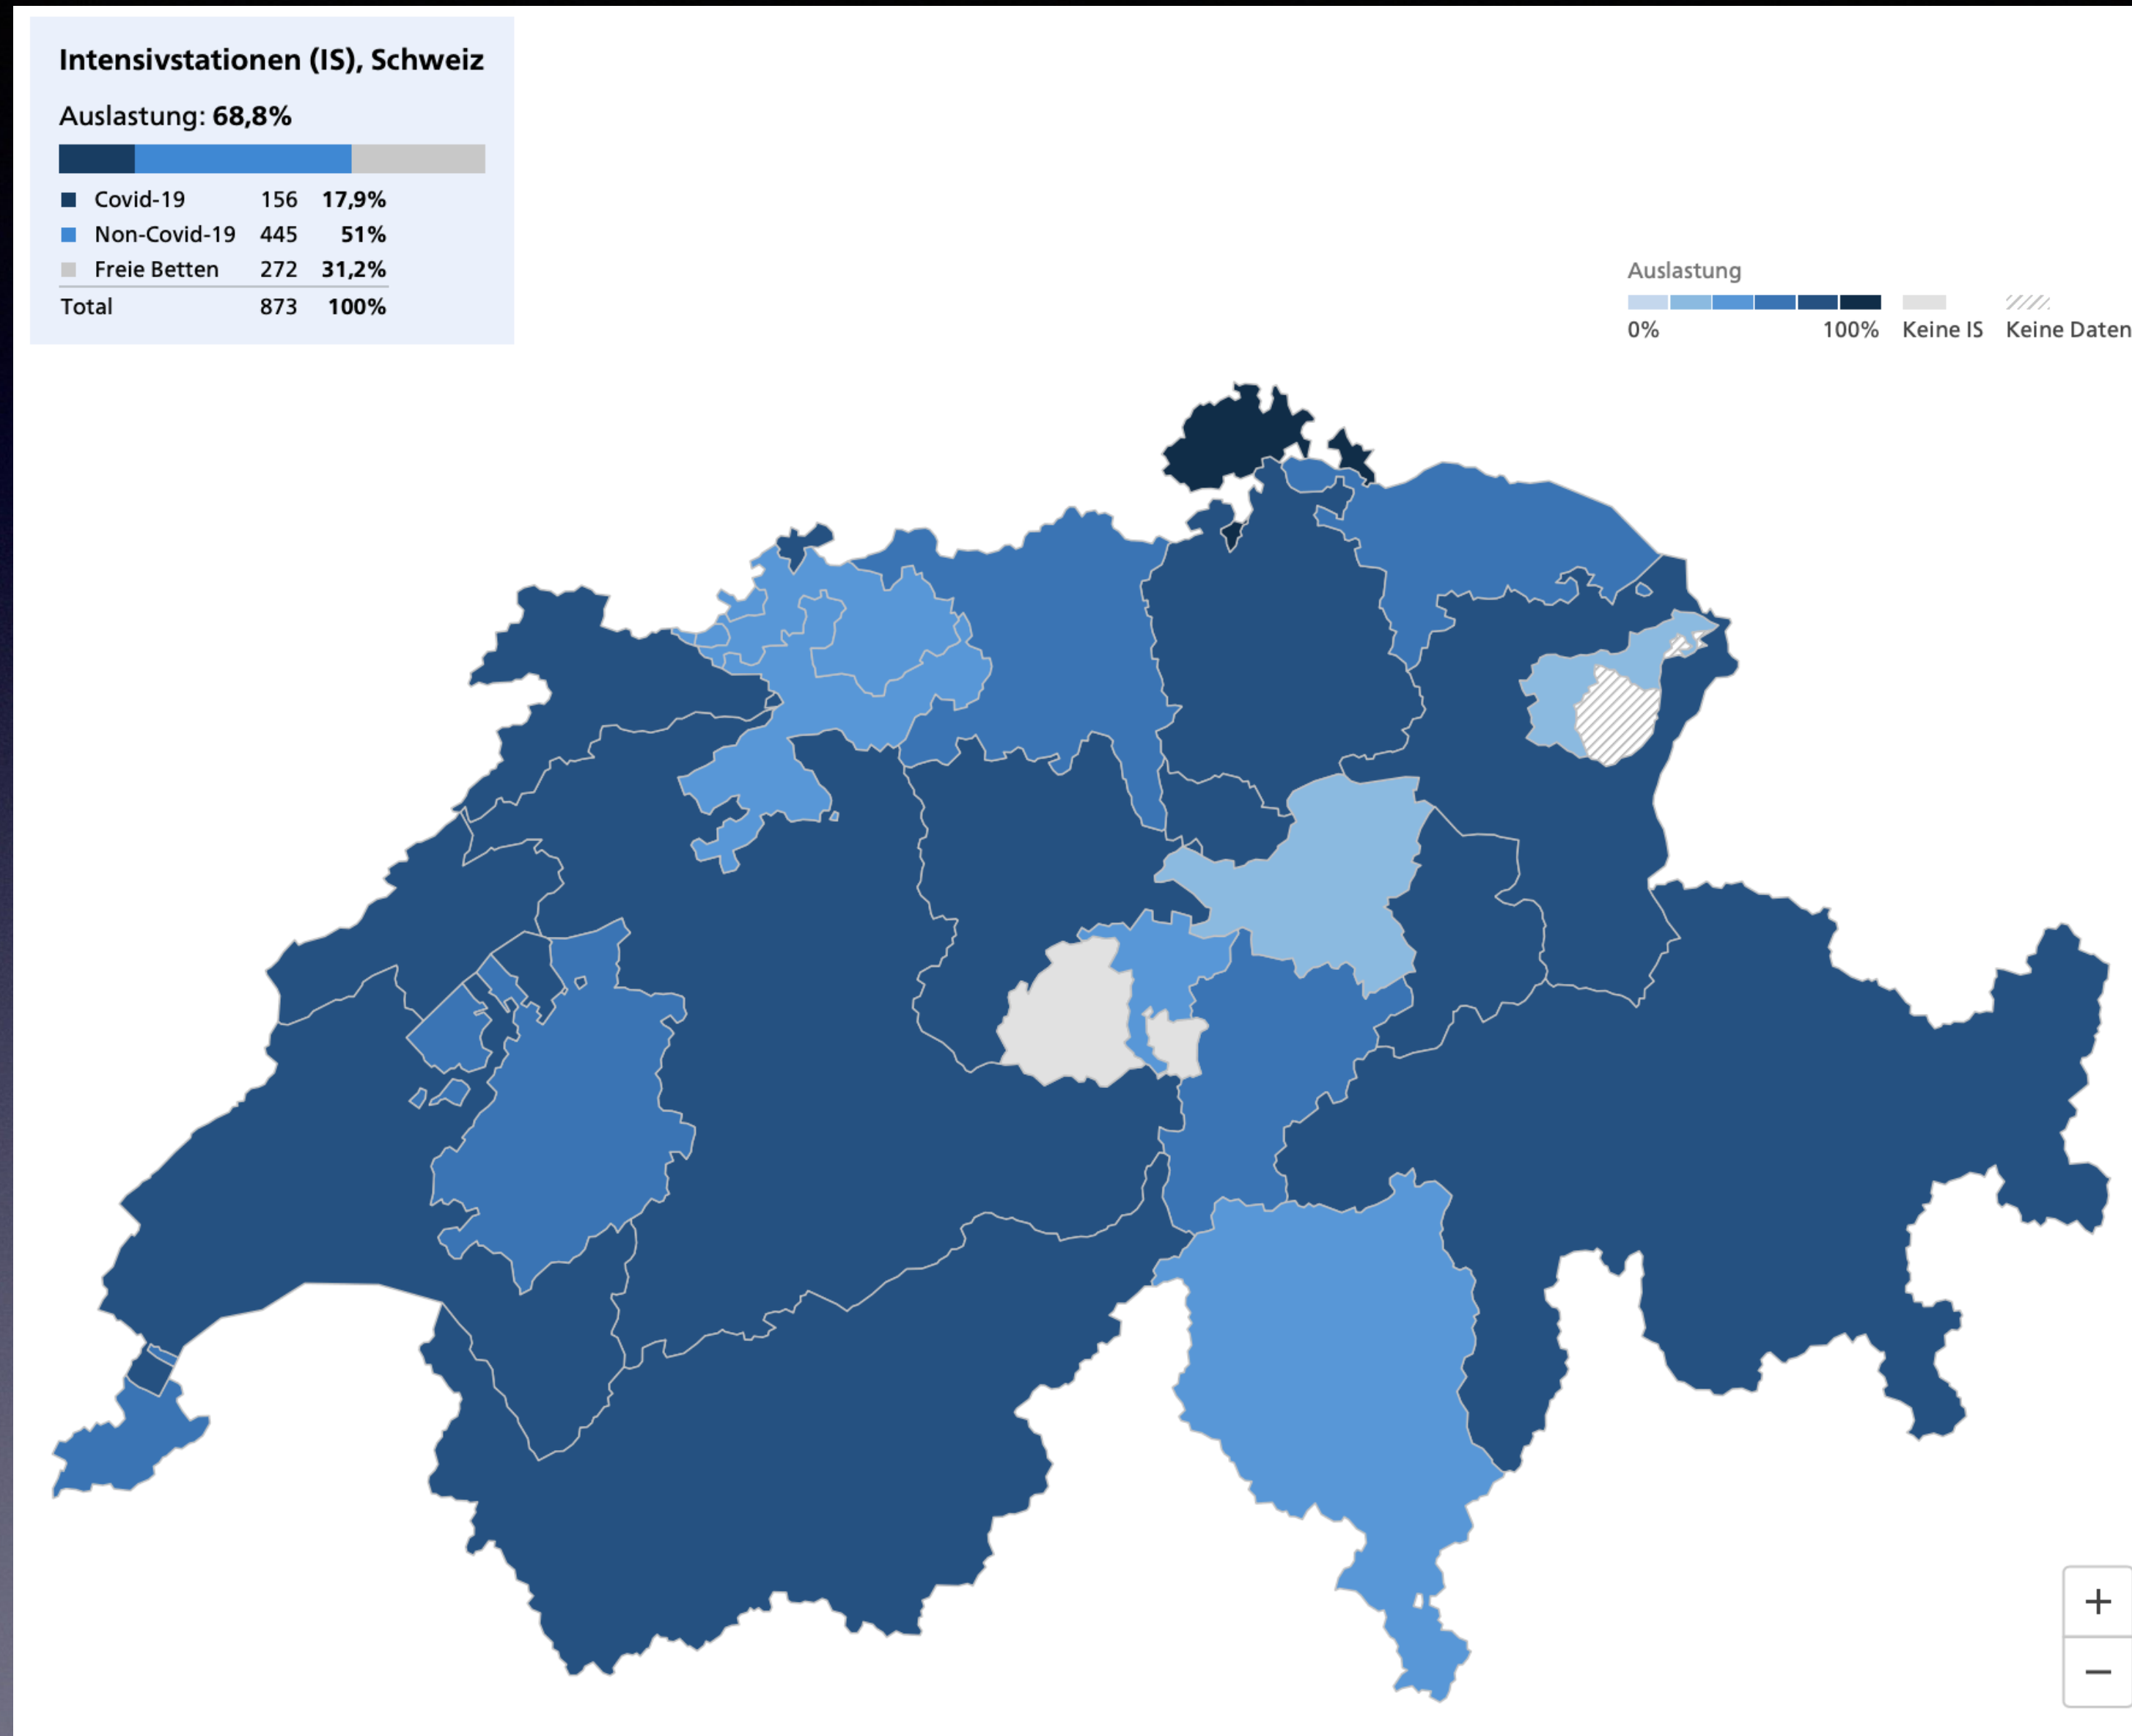 Intensivstationen (IS), Schweiz
Auslastung: 68,8%
Covid-19 156 17,9%
Non-Covid-19 445 51%
Freie Betten 272 31,2%
Total 873 100%
Auslastung
0% 100% Keine IS Keine Daten
+
−